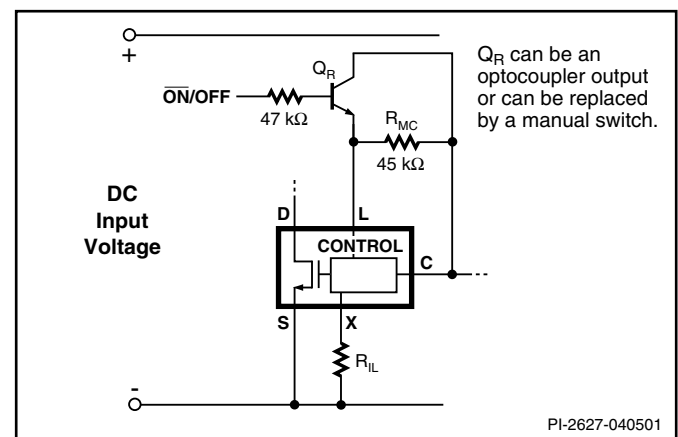 +
Q_R
Q_R can be an
optocoupler output
or can be replaced
by a manual switch.
O̅N̅/OFF
47 kΩ
R_MC
45 kΩ
DC
Input
Voltage
D
L
CONTROL
C
S
X
R_IL
-
PI-2627-040501